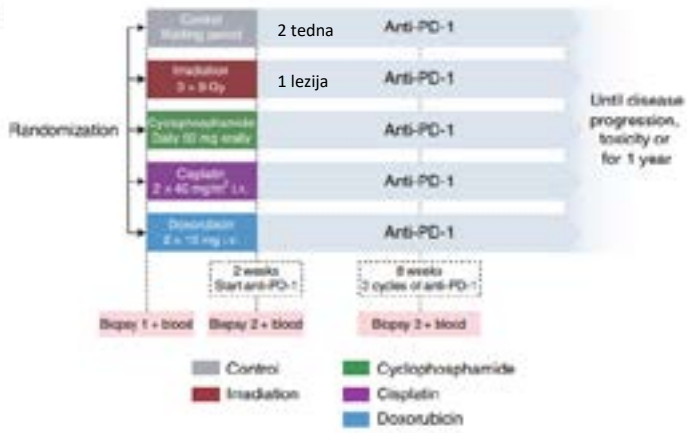 Control
Waiting period
2 tedna
Anti-PD-1
Irradiation
3 × 8 Gy
1 lezija
Anti-PD-1
Randomization
Cyclophosphamide
Daily 50 mg orally
Anti-PD-1
Cisplatin
2 × 40 mg/m² i.v.
Anti-PD-1
Doxorubicin
2 × 15 mg i.v.
Anti-PD-1
Until disease
progression,
toxicity or
for 1 year
2 weeks
Start anti-PD-1
8 weeks
3 cycles of anti-PD-1
Biopsy 1 + blood
Biopsy 2 + blood
Biopsy 3 + blood
Control
Irradiation
Cyclophosphamide
Cisplatin
Doxorubicin